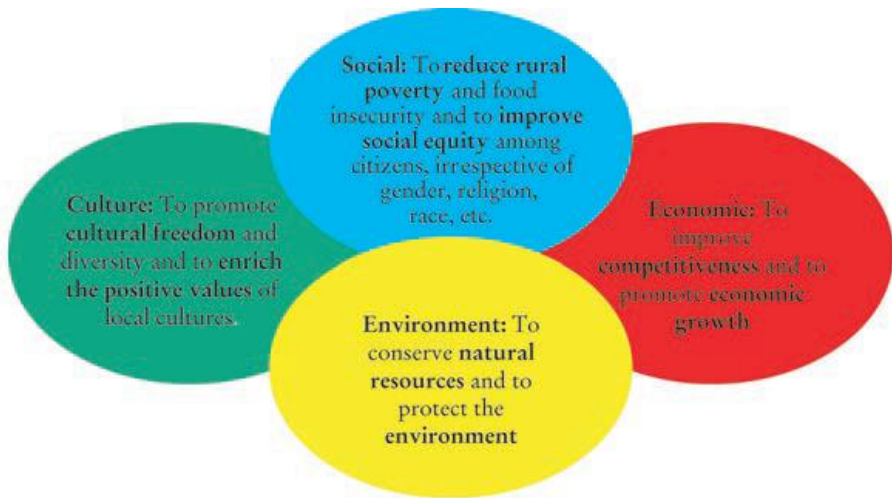 Social: To reduce rural
poverty and food
insecurity and to improve
social equity among
citizens, irrespective of
gender, religion,
race, etc.
Culture: To promote
cultural freedom and
diversity and to enrich
the positive values of
local cultures.
Economic: To
improve
competitiveness and to
promote economic
growth
Environment: To
conserve natural
resources and to
protect the
environment